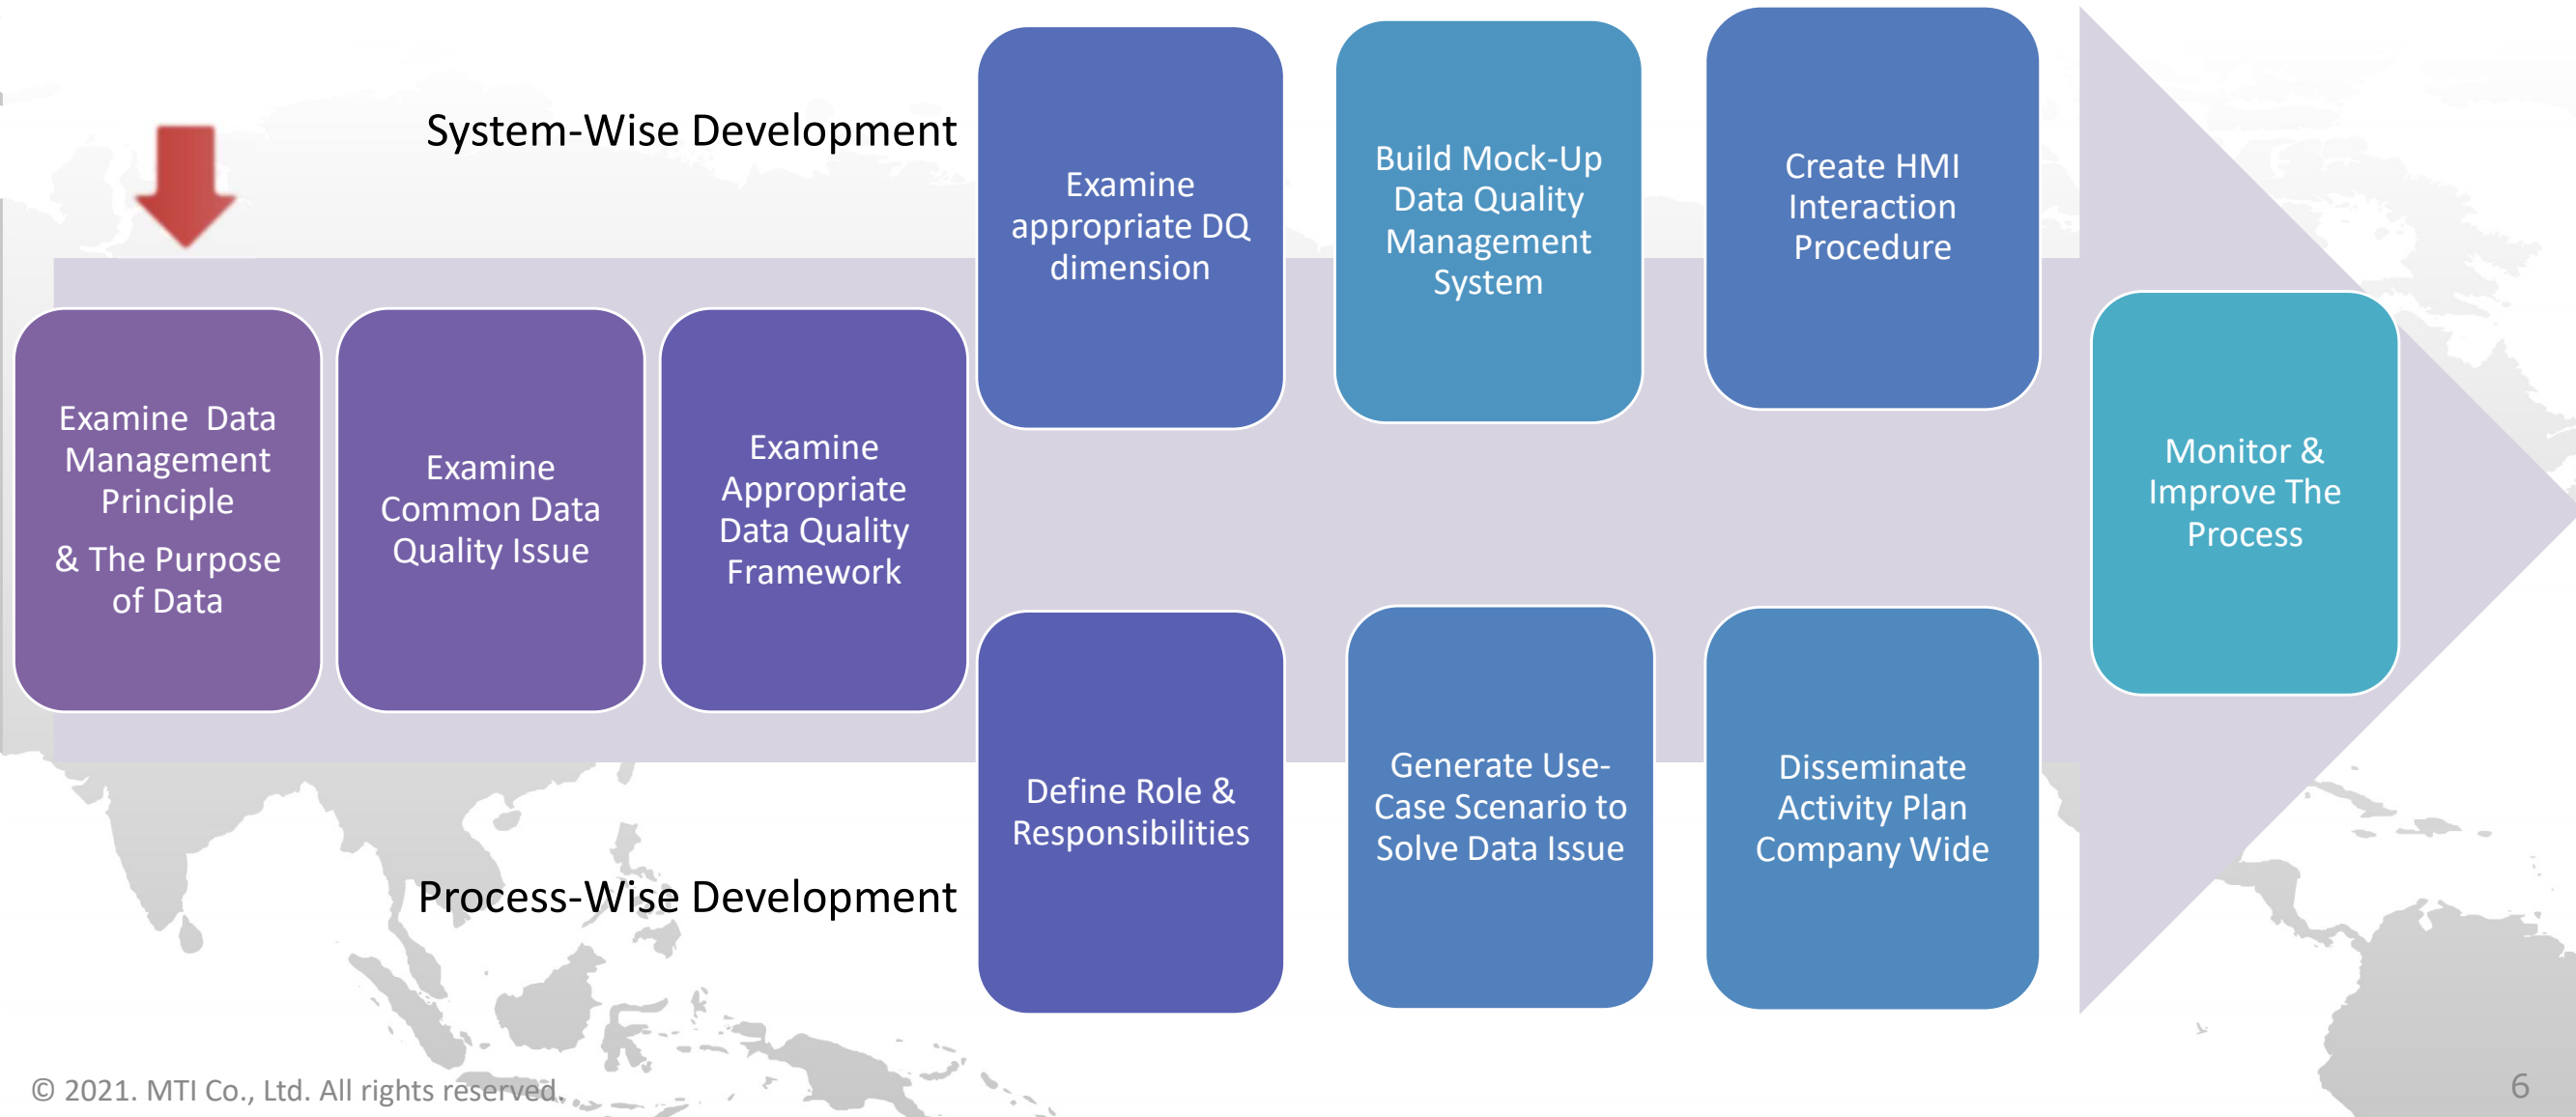 System-Wise Development
Examine Data
Management
Principle
& The Purpose
of Data
Examine
Common Data
Quality Issue
Examine
Appropriate
Data Quality
Framework
Examine
appropriate DQ
dimension
Build Mock-Up
Data Quality
Management
System
Create HMI
Interaction
Procedure
Process-Wise Development
Define Role &
Responsibilities
Generate Use-
Case Scenario to
Solve Data Issue
Disseminate
Activity Plan
Company Wide
Monitor &
Improve The
Process
© 2021. MTI Co., Ltd. All rights reserved.
6